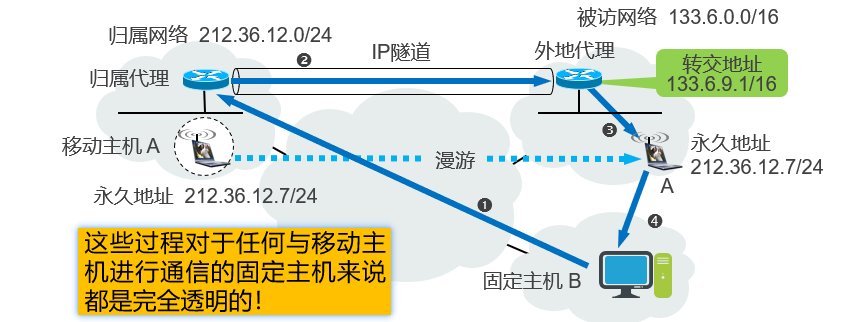 被访网络 133.6.0.0/16
归属网络 212.36.12.0/24
❷
IP隧道
外地代理
归属代理
转交地址
133.6.9.1/16
❸
移动主机 A
漫游
永久地址
212.36.12.7/24
A
永久地址 212.36.12.7/24
❶
❹
这些过程对于任何与移动主
机进行通信的固定主机来说
都是完全透明的！
固定主机 B